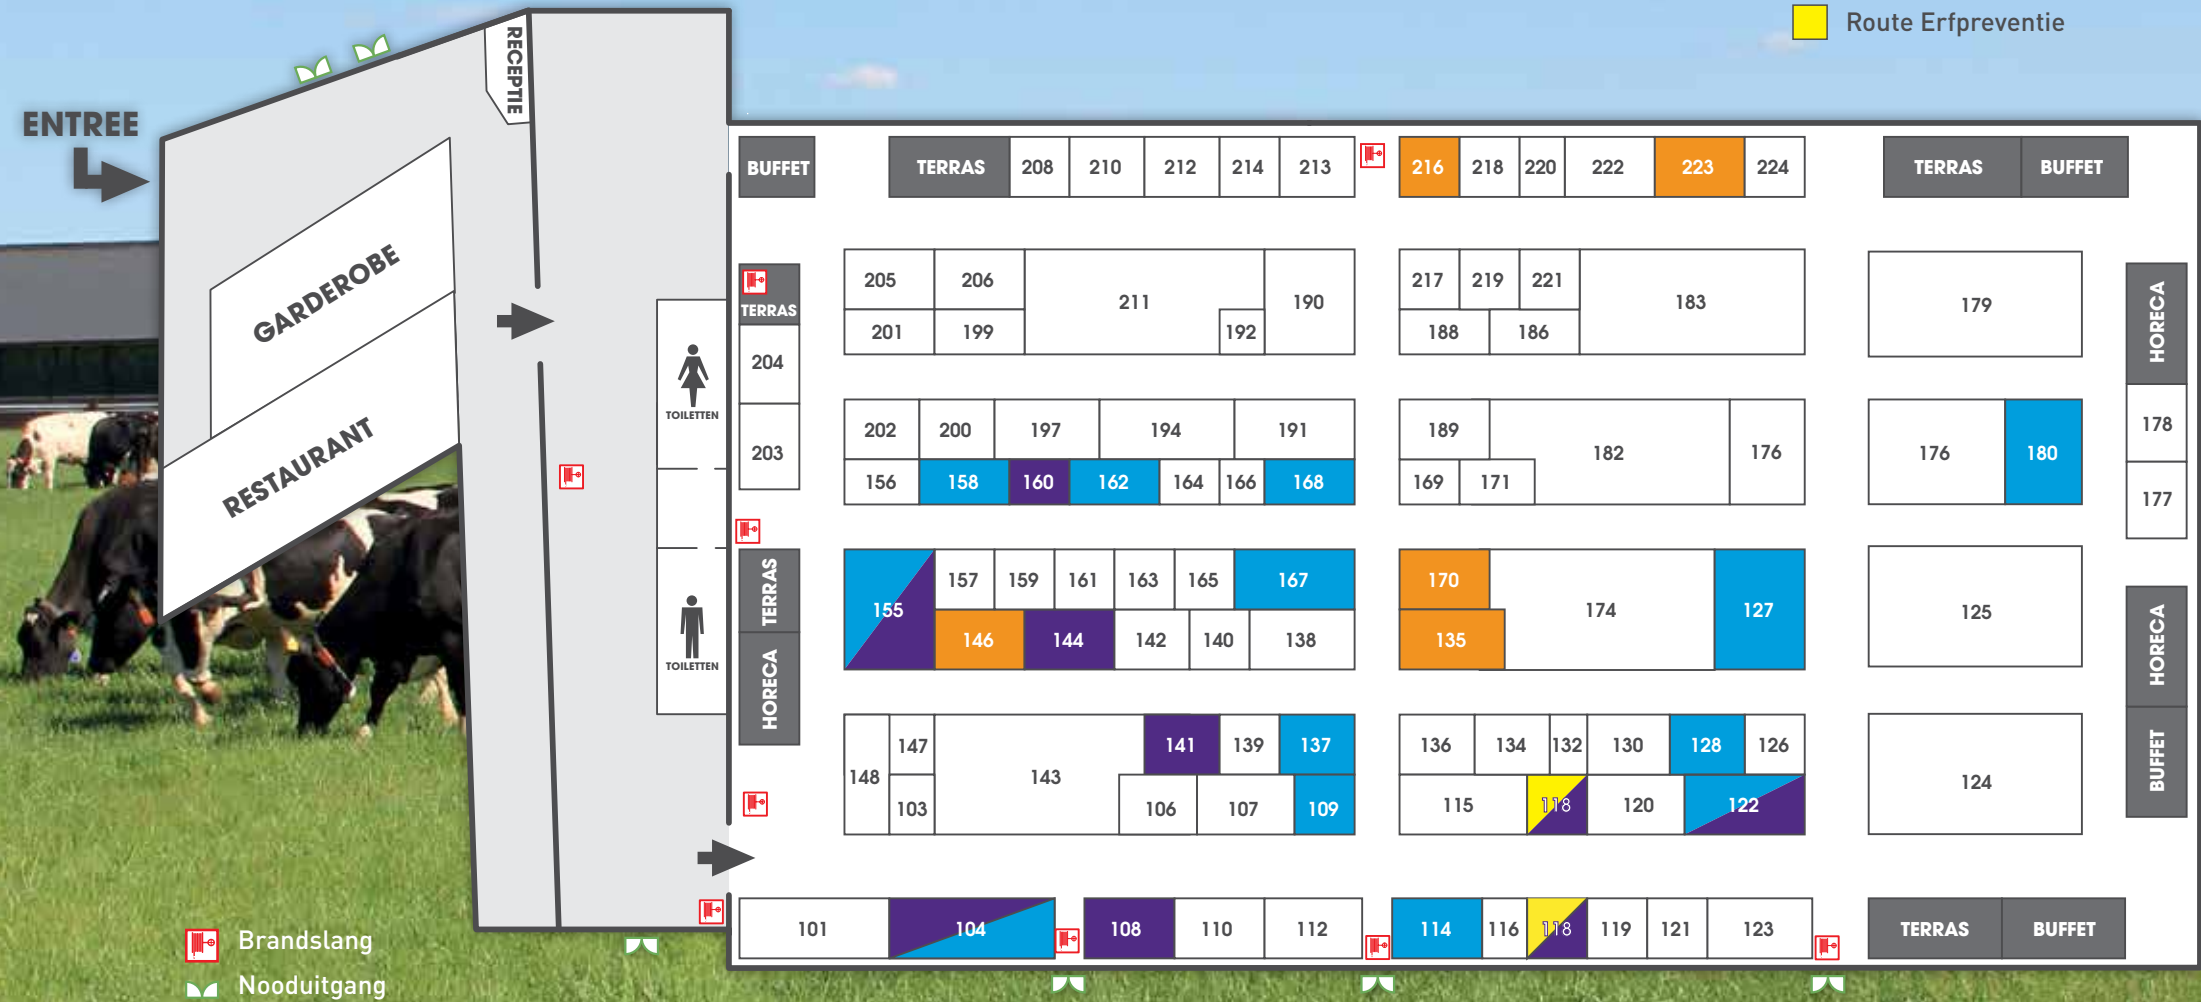 Route Erfpreventie
ENTREE
RECEPTIE
GARDEROBE
RESTAURANT
TOILETTEN
TOILETTEN
BUFFET
TERRAS 208 210 212 214 213
216 218 220 222 223 224
TERRAS BUFFET
TERRAS
204
203
205 206 211 190
201 199 192
217 219 221 183
188 186
179
HORECA
178
177
202 200 197 194 191
156 158 160 162 164 166 168
189 182 176
169 171
176 180
TERRAS
HORECA
155 157 159 161 163 165 167
146 144 142 140 138
170 174 127
135
125
HORECA
BUFFET
148 147 143 141 139 137
103 106 107 109
136 134 132 130 128 126
115 118 120 122
124
101 104 108 110 112
114 116 118 119 121 123
TERRAS BUFFET
Brandslang
Nooduitgang